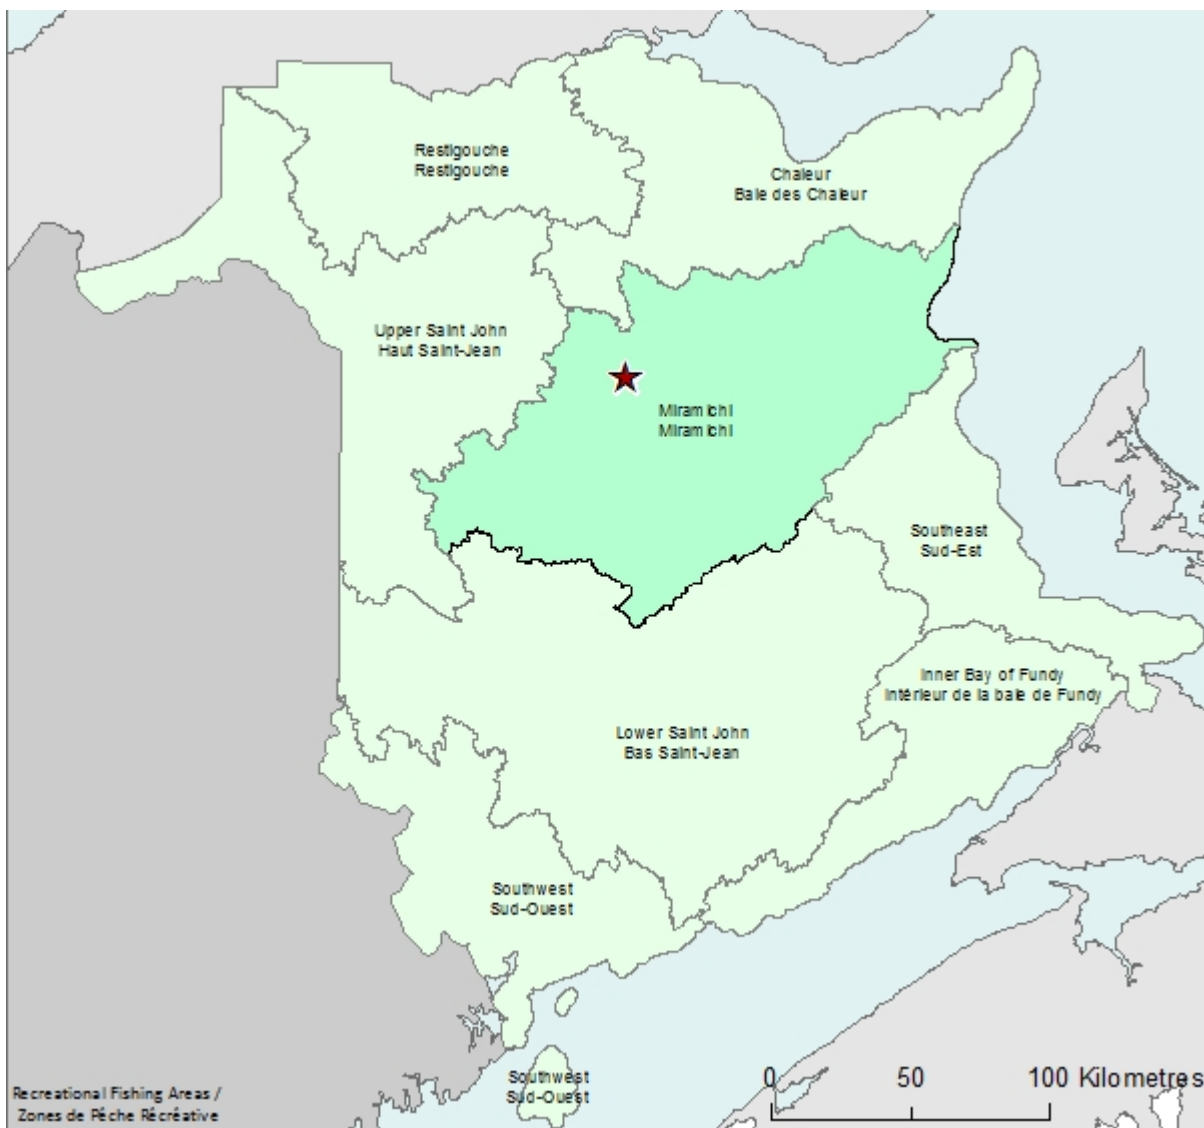 Restigouche
Restigouche
Chaleur
Baie des Chaleur
Upper Saint John
Haut Saint-Jean
Miramichi
Miramichi
Southeast
Sud-Est
Inner Bay of Fundy
Intérieur de la baie de Fundy
Lower Saint John
Bas Saint-Jean
Southwest
Sud-Ouest
Southwest
Sud-Ouest
0 50 100 Kilometres
Recreational Fishing Areas /
Zones de Pêche Récréative